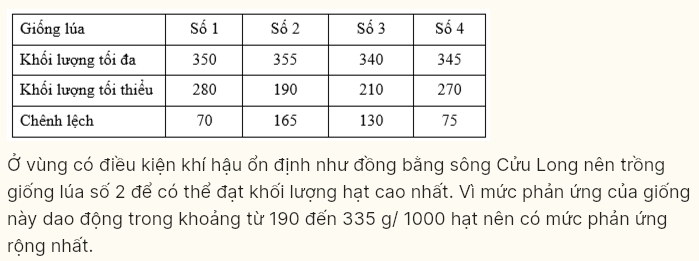 Giống lúa Số 1 Số 2 Số 3 Số 4
Khối lượng tối đa 350 355 340 345
Khối lượng tối thiểu 280 190 210 270
Chênh lệch 70 165 130 75
Ở vùng có điều kiện khí hậu ổn định như đồng bằng sông Cửu Long nên trồng
giống lúa số 2 để có thể đạt khối lượng hạt cao nhất. Vì mức phản ứng của giống
này dao động trong khoảng từ 190 đến 335 g/ 1000 hạt nên có mức phản ứng
rộng nhất.